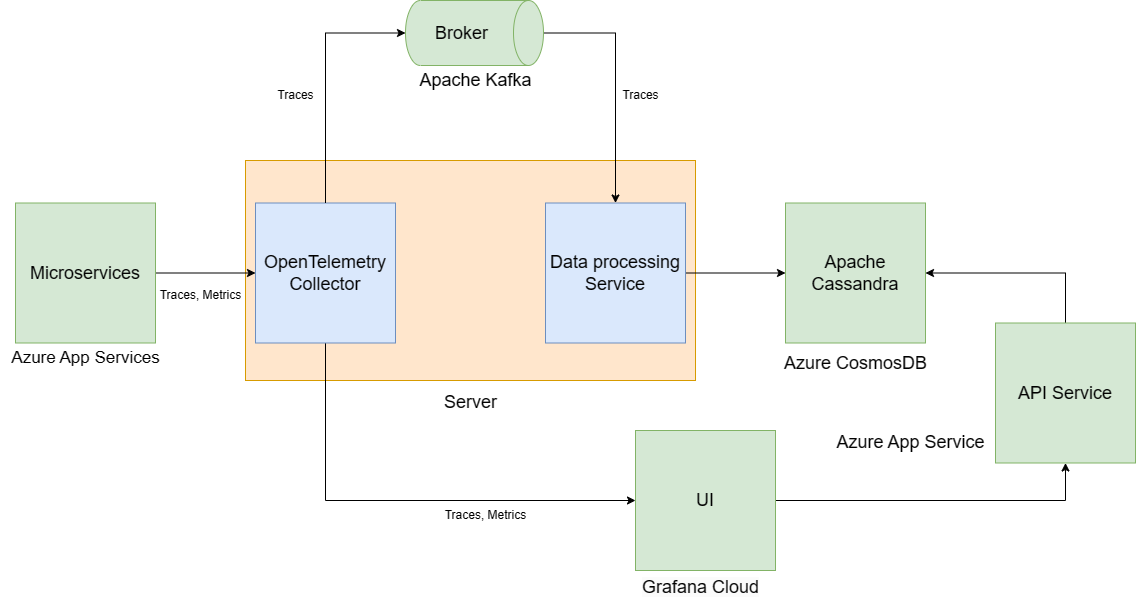 Broker
Apache Kafka
Traces
Traces
Microservices
Azure App Services
Traces, Metrics
OpenTelemetry
Collector
Data processing
Service
Server
Apache
Cassandra
Azure CosmosDB
API Service
Azure App Service
UI
Grafana Cloud
Traces, Metrics